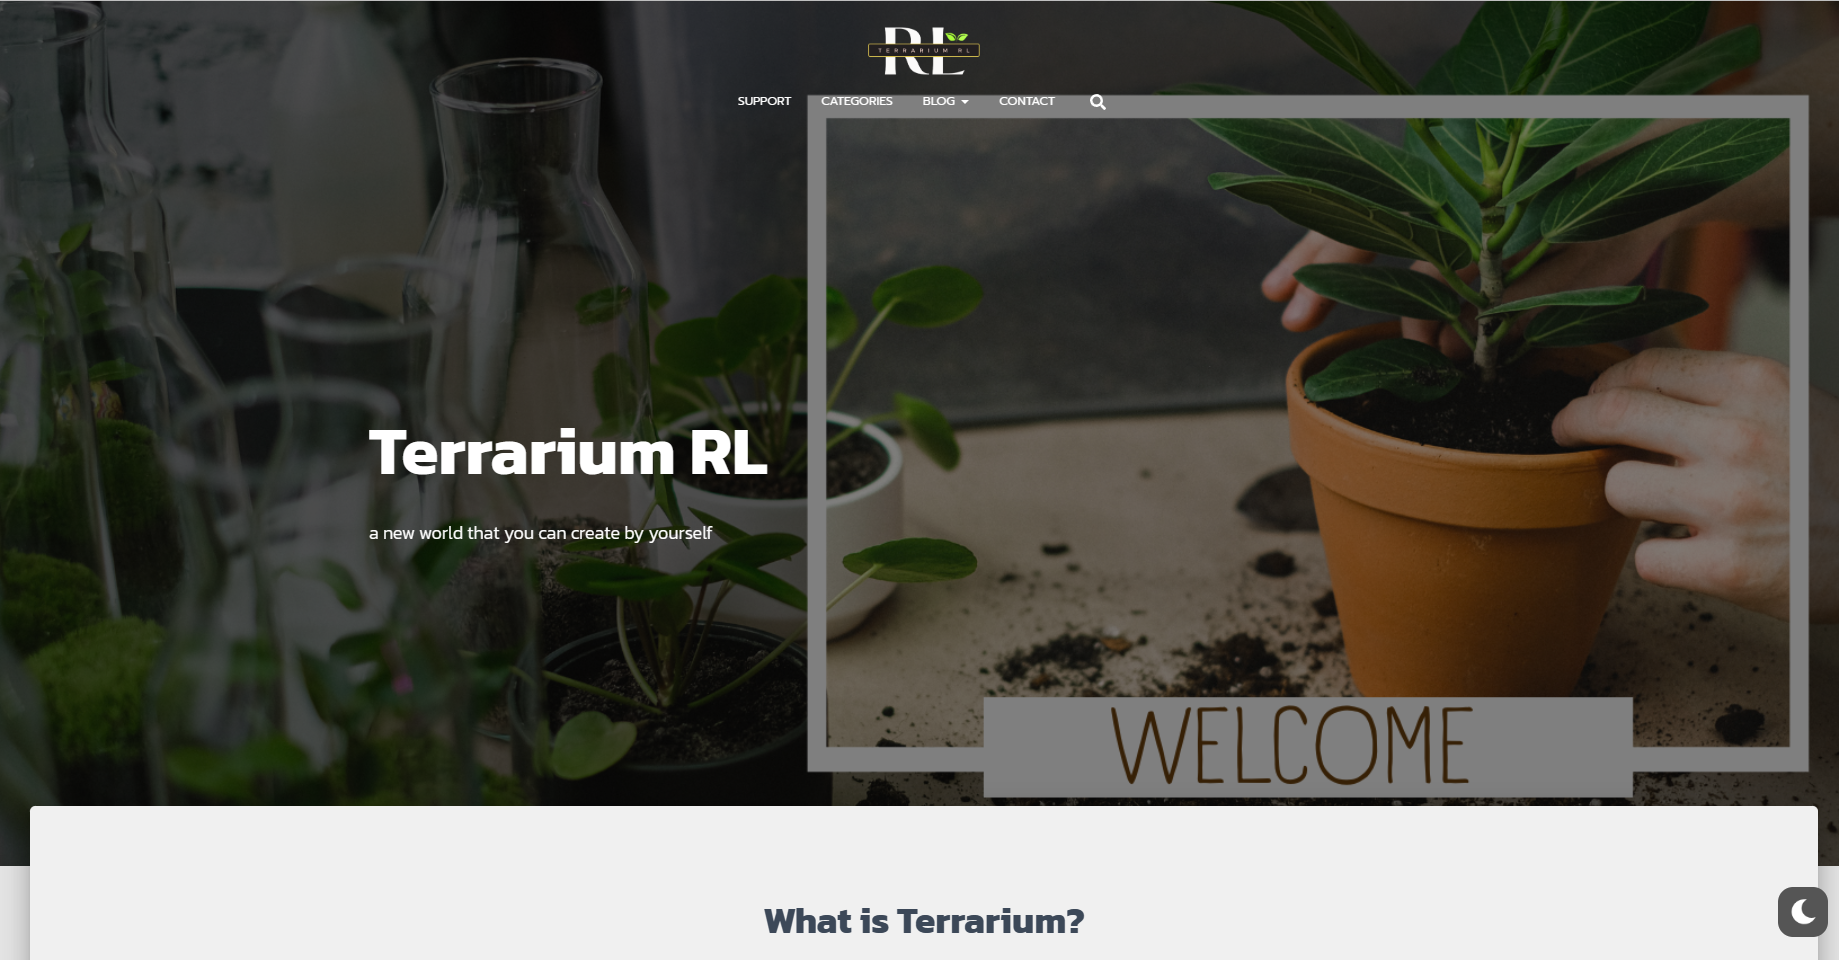 RL
TERRARIUM RL
SUPPORT CATEGORIES BLOG CONTACT
Terrarium RL
a new world that you can create by yourself
WELCOME
What is Terrarium?